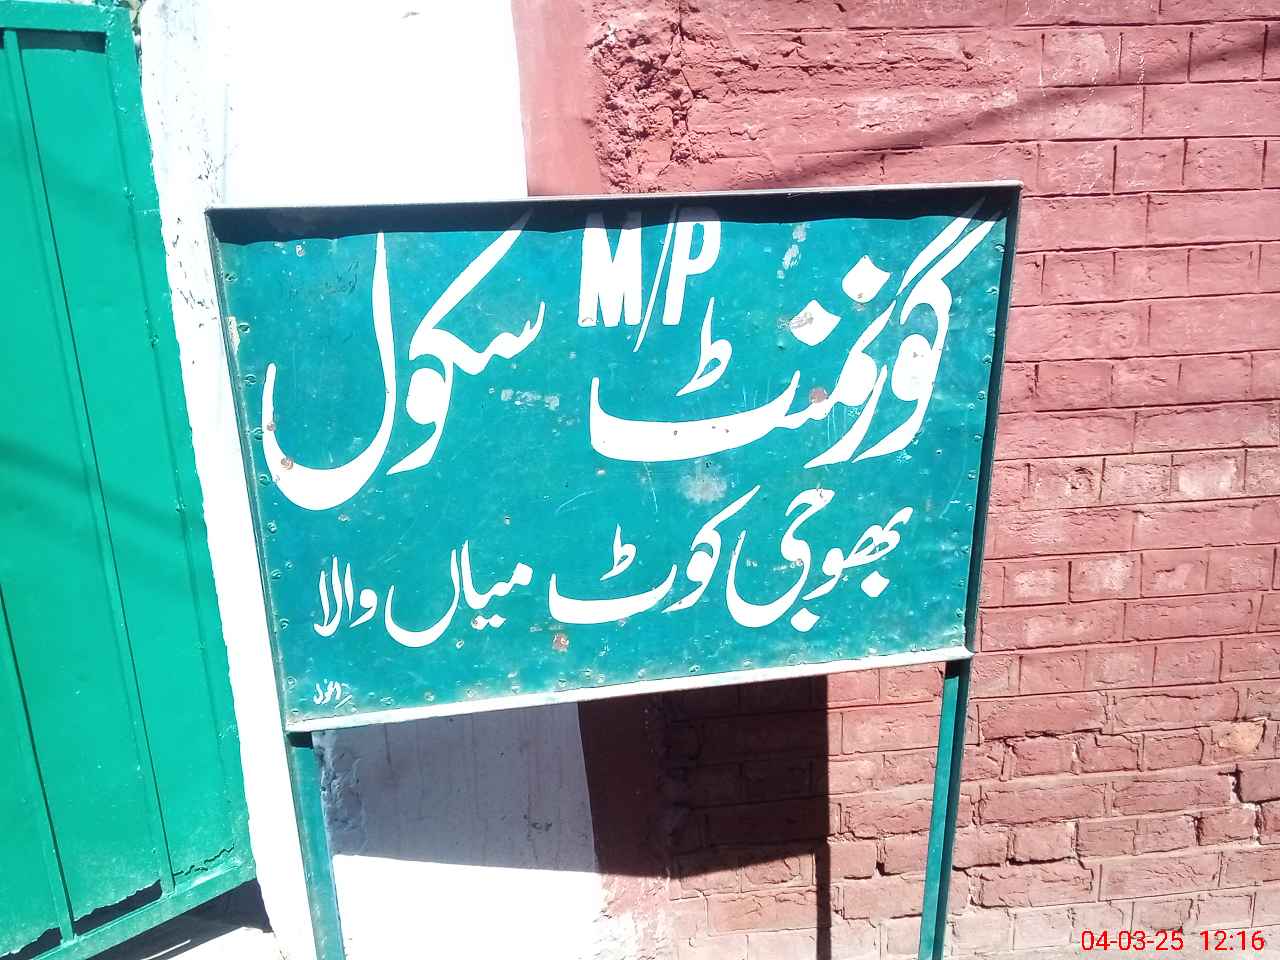 گورنمنٹ M/P سکول
بھوجی کوٹ میاں والا
04-03-25 12:16